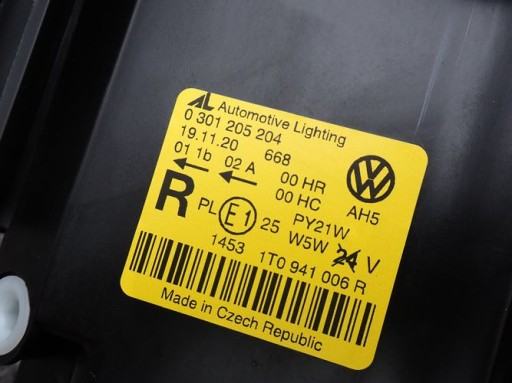 AL Automotive Lighting
0 301 205 204
19.11.20 668
01 1b 02 A 00 HR
00 HC
R PL E1 25 PY21W AH5
W5W 24 V
1453 1T0 941 006 R
Made in Czech Republic